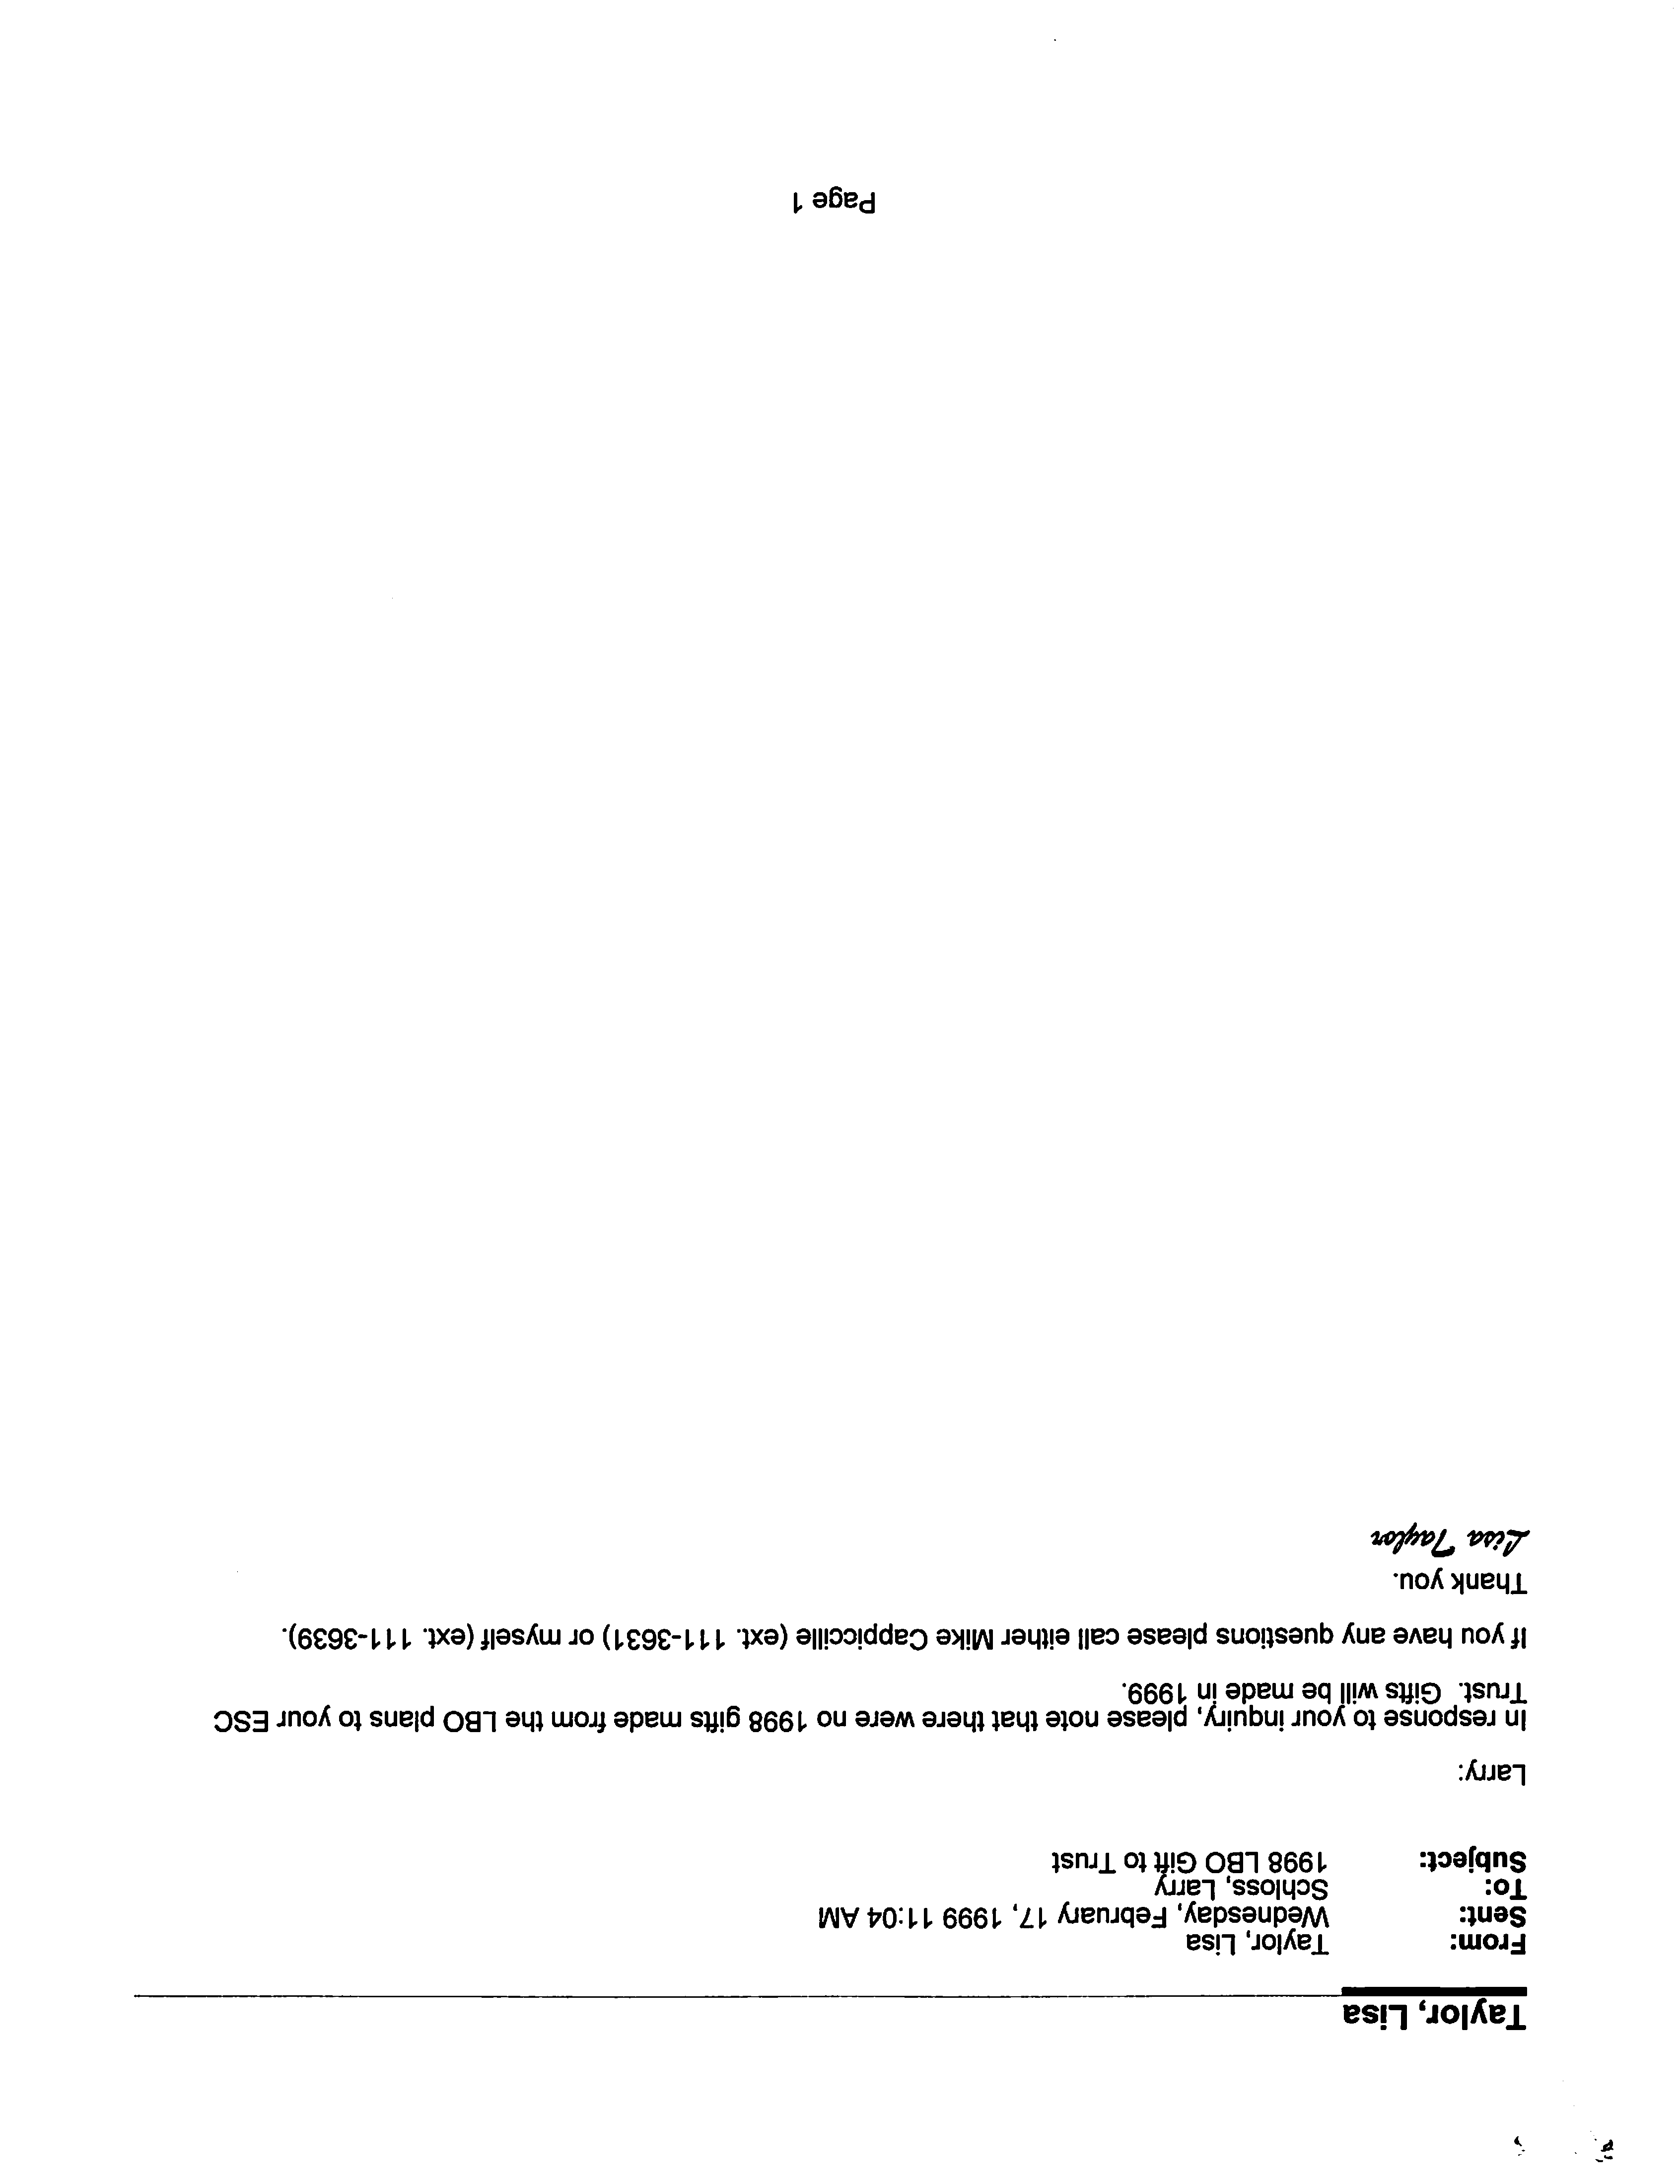 Taylor, Lisa
From: Taylor, Lisa
Sent: Wednesday, February 17, 1999 11:04 AM
To: Schloss, Larry
Subject: 1998 LBO Gift to Trust
Larry:
In response to your inquiry, please note that there were no 1998 gifts made from the LBO plans to your ESC
Trust. Gifts will be made in 1999.
If you have any questions please call either Mike Cappiccille (ext. 111-3631) or myself (ext. 111-3639).
Thank you.
Lisa Taylor
Page 1